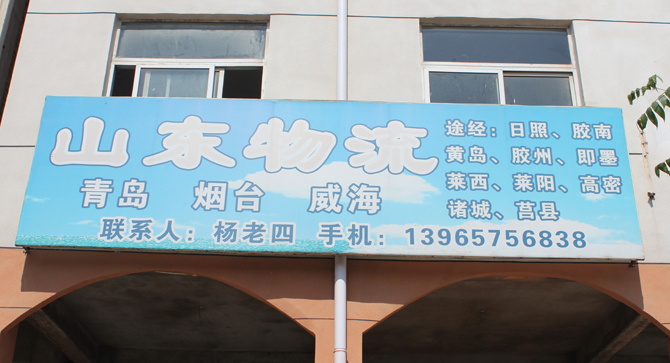 山东物流
青岛 烟台 威海
途经：日照、胶南
黄岛、胶州、即墨
莱西、莱阳、高密
诸城、莒县
联系人：杨老四 手机：13965756838